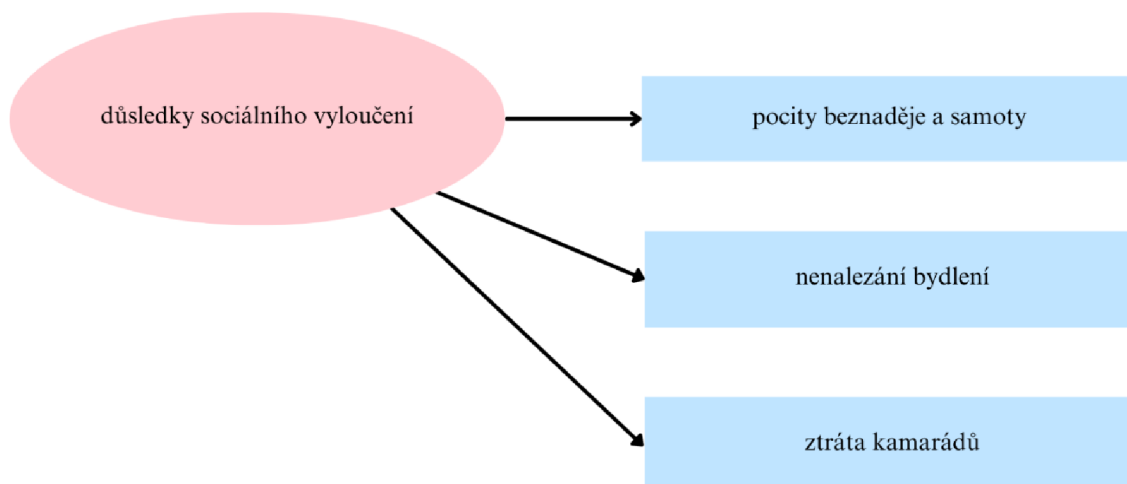 důsledky sociálního vyloučení
pocity beznaděje a samoty
nenalezání bydlení
ztráta kamarádů